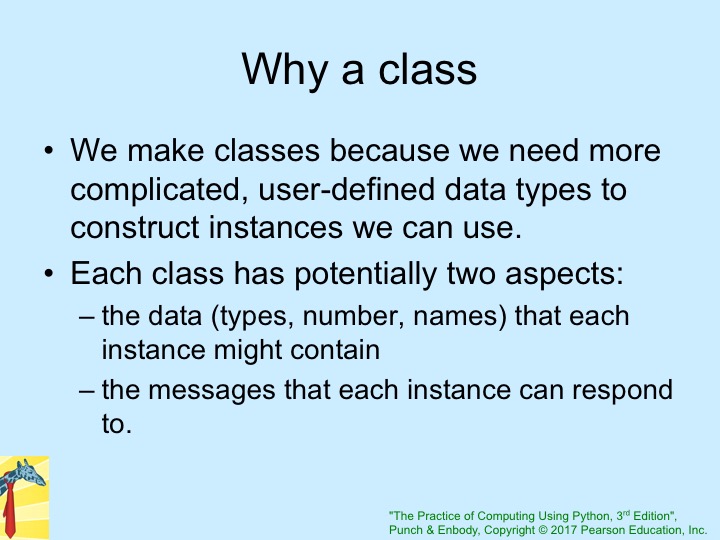 Why a class
• We make classes because we need more
complicated, user-defined data types to
construct instances we can use.
• Each class has potentially two aspects:
– the data (types, number, names) that each
instance might contain
– the messages that each instance can respond
to.
"The Practice of Computing Using Python, 3rd Edition",
Punch & Enbody, Copyright © 2017 Pearson Education, Inc.